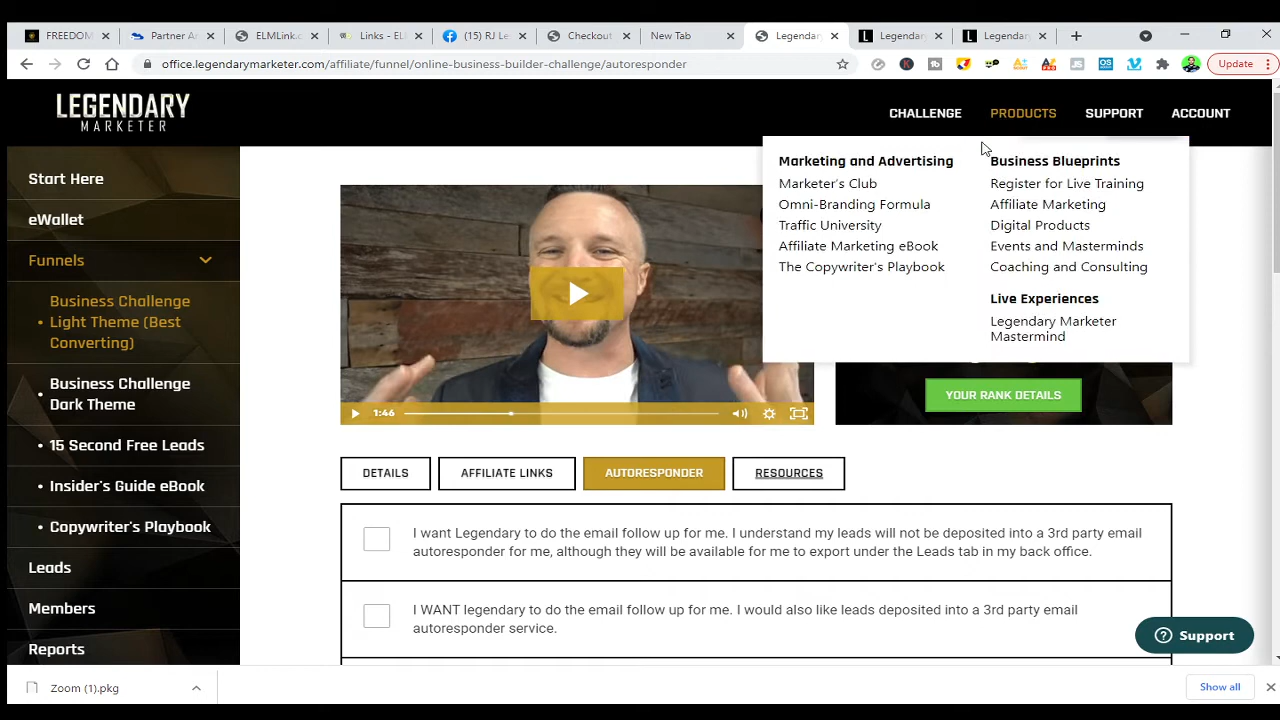 FREEDOM
Partner As
ELMLink.c
Links - EL
(15) RJ Le
Checkout
New Tab
Legendary
Legendary
Legendary
office.legendarymarketer.com/affiliate/funnel/online-business-builder-challenge/autoresponder
Update
LEGENDARY
MARKETER
CHALLENGE
PRODUCTS
SUPPORT
ACCOUNT
Start Here
eWallet
Funnels
Business Challenge
Light Theme (Best
Converting)
Business Challenge
Dark Theme
15 Second Free Leads
Insider's Guide eBook
Copywriter's Playbook
Leads
Members
Reports
Marketing and Advertising
Marketer's Club
Omni-Branding Formula
Traffic University
Affiliate Marketing eBook
The Copywriter's Playbook
Business Blueprints
Register for Live Training
Affiliate Marketing
Digital Products
Events and Masterminds
Coaching and Consulting
Live Experiences
Legendary Marketer
Mastermind
1:46
YOUR RANK DETAILS
DETAILS
AFFILIATE LINKS
AUTORESPONDER
RESOURCES
I want Legendary to do the email follow up for me. I understand my leads will not be deposited into a 3rd party email
autoresponder for me, although they will be available for me to export under the Leads tab in my back office.
I WANT legendary to do the email follow up for me. I would also like leads deposited into a 3rd party email
autoresponder service.
Support
Zoom (1).pkg
Show all